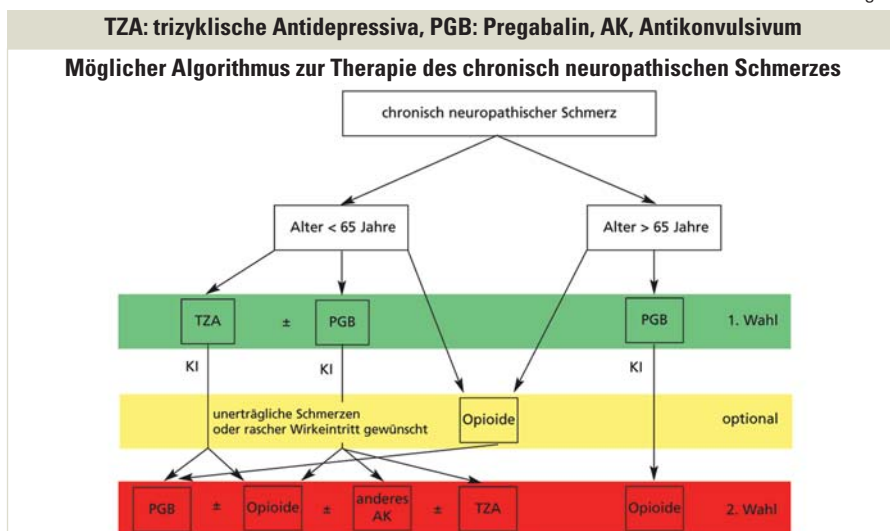 TZA: trizyklische Antidepressiva, PGB: Pregabalin, AK, Antikonvulsivum
Möglicher Algorithmus zur Therapie des chronisch neuropathischen Schmerzes
chronisch neuropathischer Schmerz
Alter < 65 Jahre
Alter > 65 Jahre
TZA ± PGB PGB 1. Wahl
KI KI KI
unerträgliche Schmerzen
oder rascher Wirkeintritt gewünscht
Opioide optional
PGB ± Opioide ± anderes AK ± TZA Opioide 2. Wahl